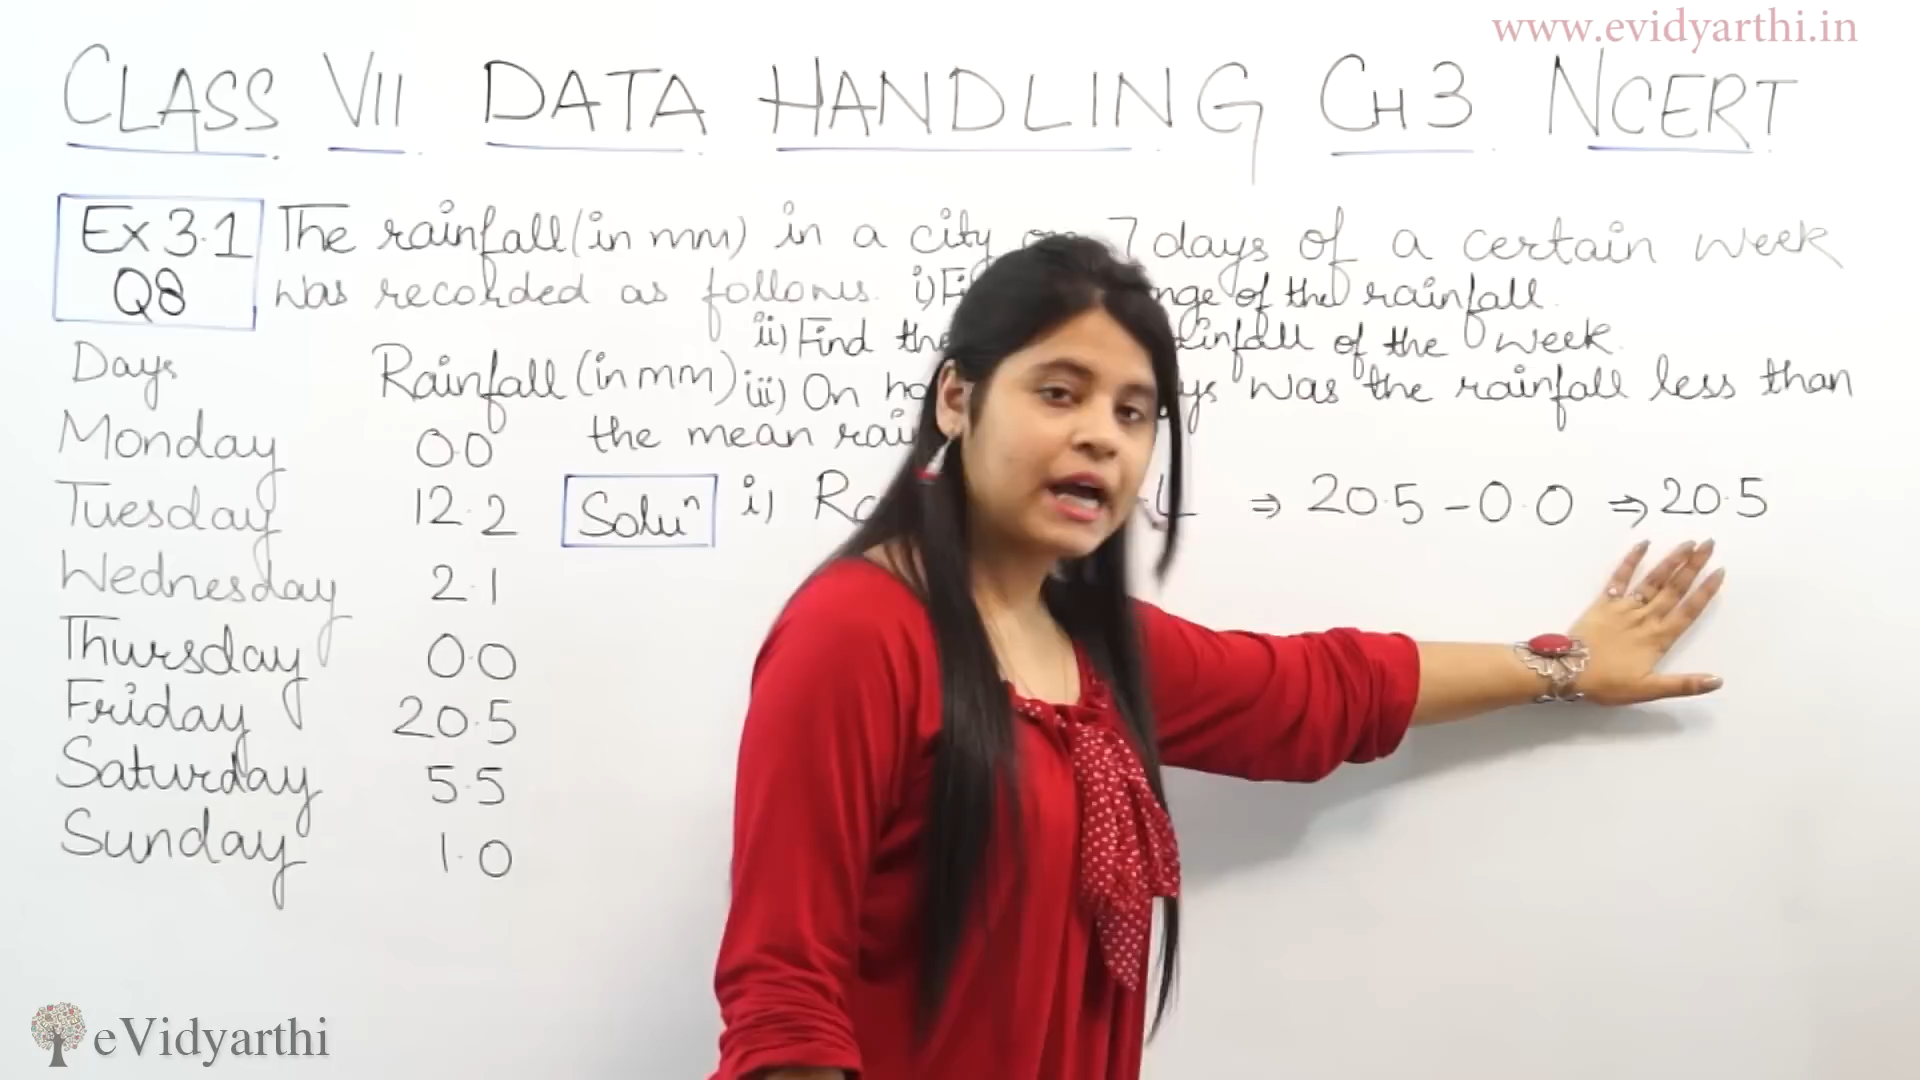 www.evidyarthi.in
CLASS VII DATA HANDLING CH 3 NCERT
Ex 3.1
Q8
The rainfall (in mm) in a city 7 days of a certain week
was recorded as follows. i) of the rainfall.
ii) Find the of the week.
Days Rainfall (in mm)
iii) On was the rainfall less than
the mean
Monday 0.0
Tuesday 12.2
Wednesday 2.1
Thursday 0.0
Friday 20.5
Saturday 5.5
Sunday 1.0
Soluⁿ i) ⇒ 20.5 - 0.0 ⇒ 20.5
eVidyarthi